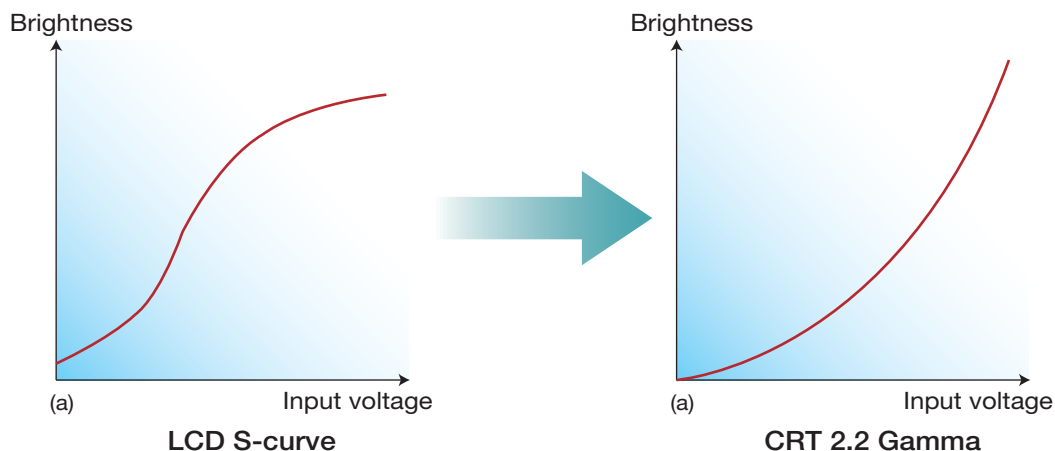 Brightness
(a)
Input voltage
LCD S-curve
Brightness
(a)
Input voltage
CRT 2.2 Gamma